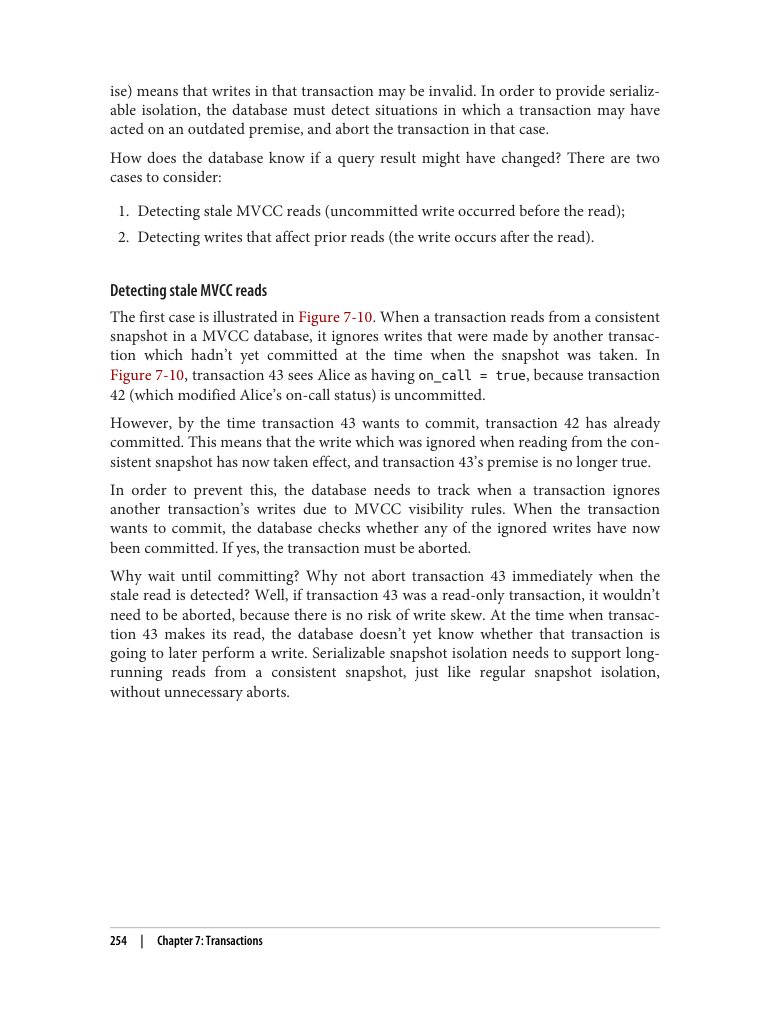 ise) means that writes in that transaction may be invalid. In order to provide serializ-
able isolation, the database must detect situations in which a transaction may have
acted on an outdated premise, and abort the transaction in that case.
How does the database know if a query result might have changed? There are two
cases to consider:
1. Detecting stale MVCC reads (uncommitted write occurred before the read);
2. Detecting writes that affect prior reads (the write occurs after the read).
Detecting stale MVCC reads
The first case is illustrated in Figure 7-10. When a transaction reads from a consistent
snapshot in a MVCC database, it ignores writes that were made by another transac-
tion which hadn’t yet committed at the time when the snapshot was taken. In
Figure 7-10, transaction 43 sees Alice as having on_call = true, because transaction
42 (which modified Alice’s on-call status) is uncommitted.
However, by the time transaction 43 wants to commit, transaction 42 has already
committed. This means that the write which was ignored when reading from the con-
sistent snapshot has now taken effect, and transaction 43’s premise is no longer true.
In order to prevent this, the database needs to track when a transaction ignores
another transaction’s writes due to MVCC visibility rules. When the transaction
wants to commit, the database checks whether any of the ignored writes have now
been committed. If yes, the transaction must be aborted.
Why wait until committing? Why not abort transaction 43 immediately when the
stale read is detected? Well, if transaction 43 was a read-only transaction, it wouldn’t
need to be aborted, because there is no risk of write skew. At the time when transac-
tion 43 makes its read, the database doesn’t yet know whether that transaction is
going to later perform a write. Serializable snapshot isolation needs to support long-
running reads from a consistent snapshot, just like regular snapshot isolation,
without unnecessary aborts.
254 | Chapter 7: Transactions